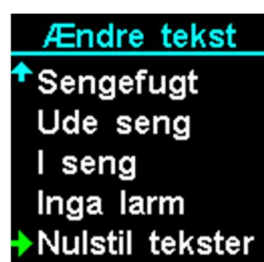 Ændre tekst
Sengefugt
Ude seng
I seng
Inga larm
Nulstil tekster